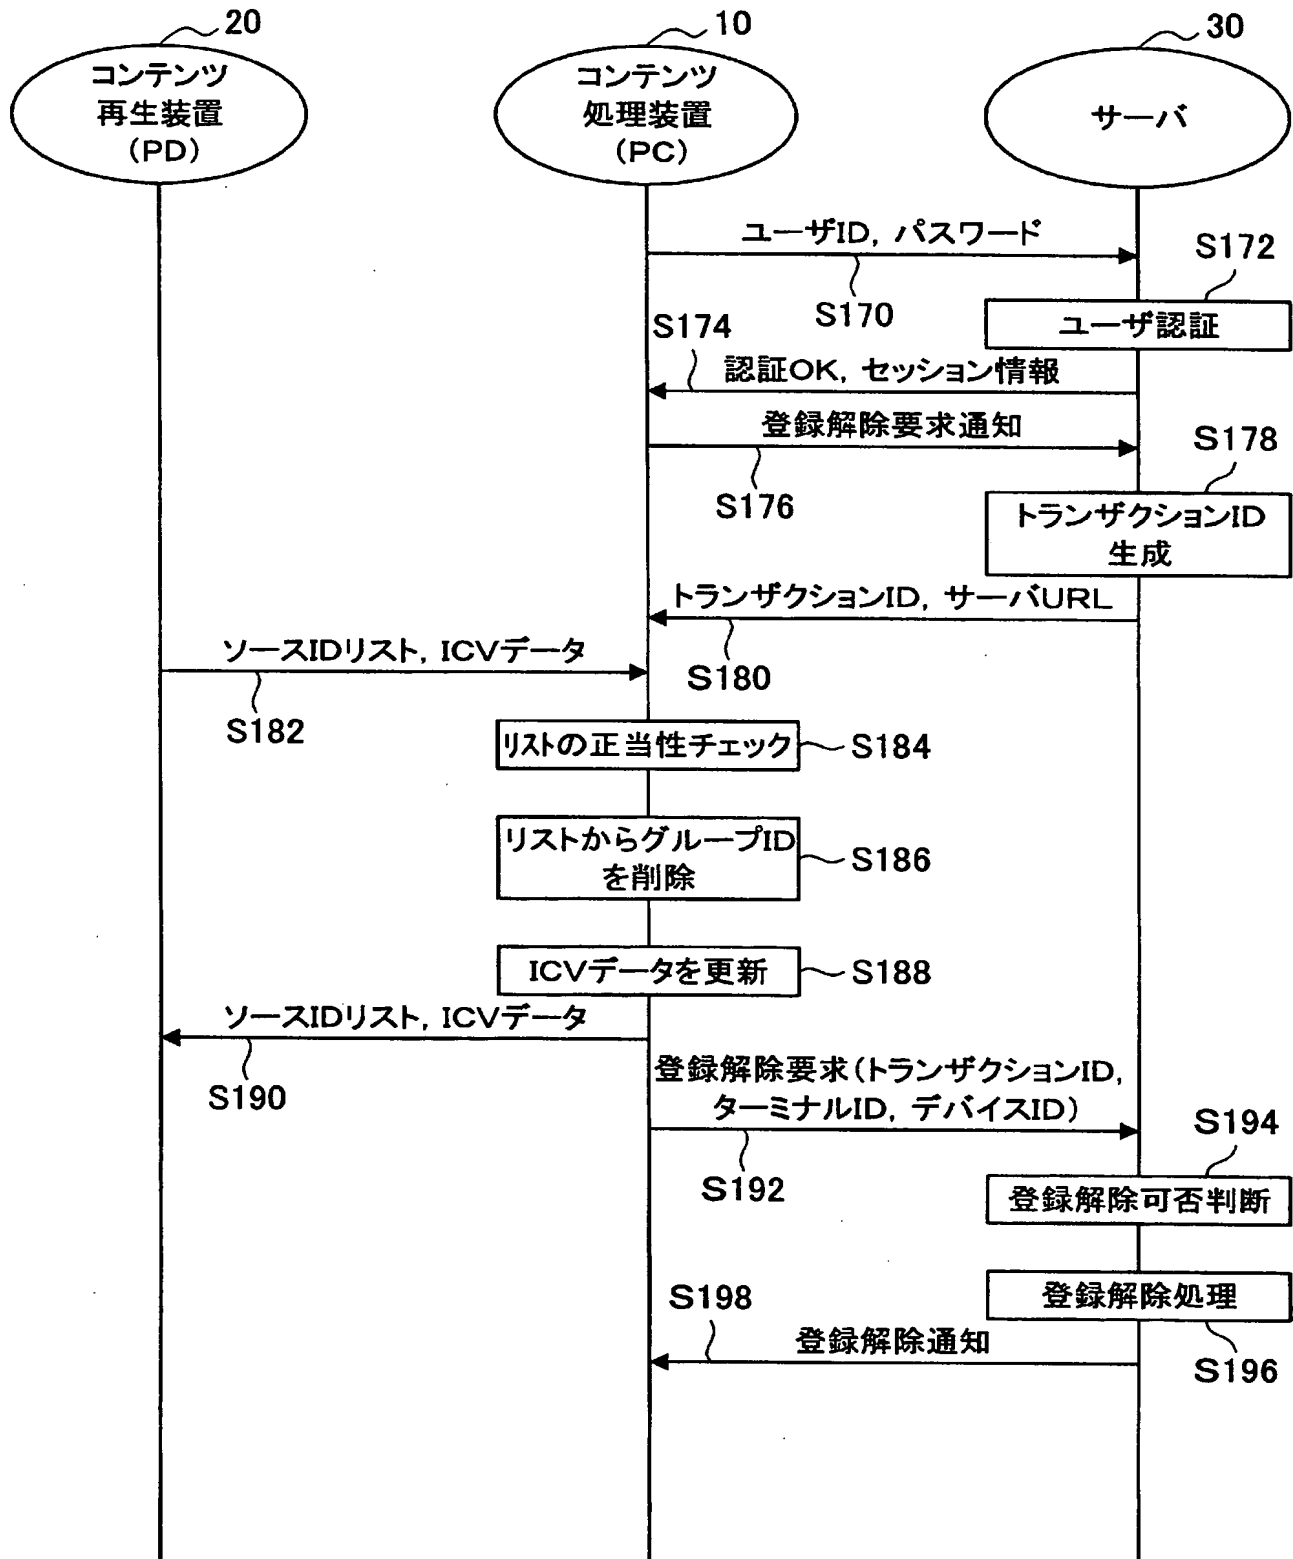 20
10
30
コンテンツ
再生装置
(PD)
コンテンツ
処理装置
(PC)
サーバ
ユーザID, パスワード
S170
S172
ユーザ認証
S174
認証OK, セッション情報
登録解除要求通知
S176
S178
トランザクションID
生成
トランザクションID, サーバURL
S180
ソースIDリスト, ICVデータ
S182
リストの正当性チェック
S184
リストからグループID
を削除
S186
ICVデータを更新
S188
ソースIDリスト, ICVデータ
S190
登録解除要求(トランザクションID,
ターミナルID, デバイスID)
S192
S194
登録解除可否判断
登録解除処理
S196
S198
登録解除通知